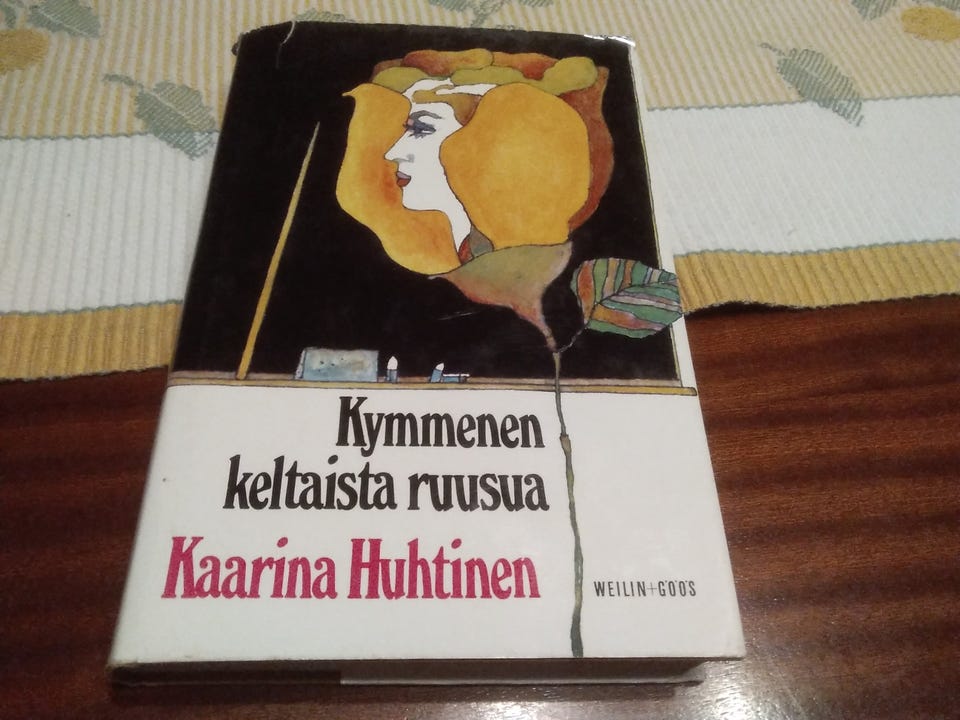 Kymmenen
keltaista ruusua
Kaarina Huhtinen
WEILIN+GÖÖS